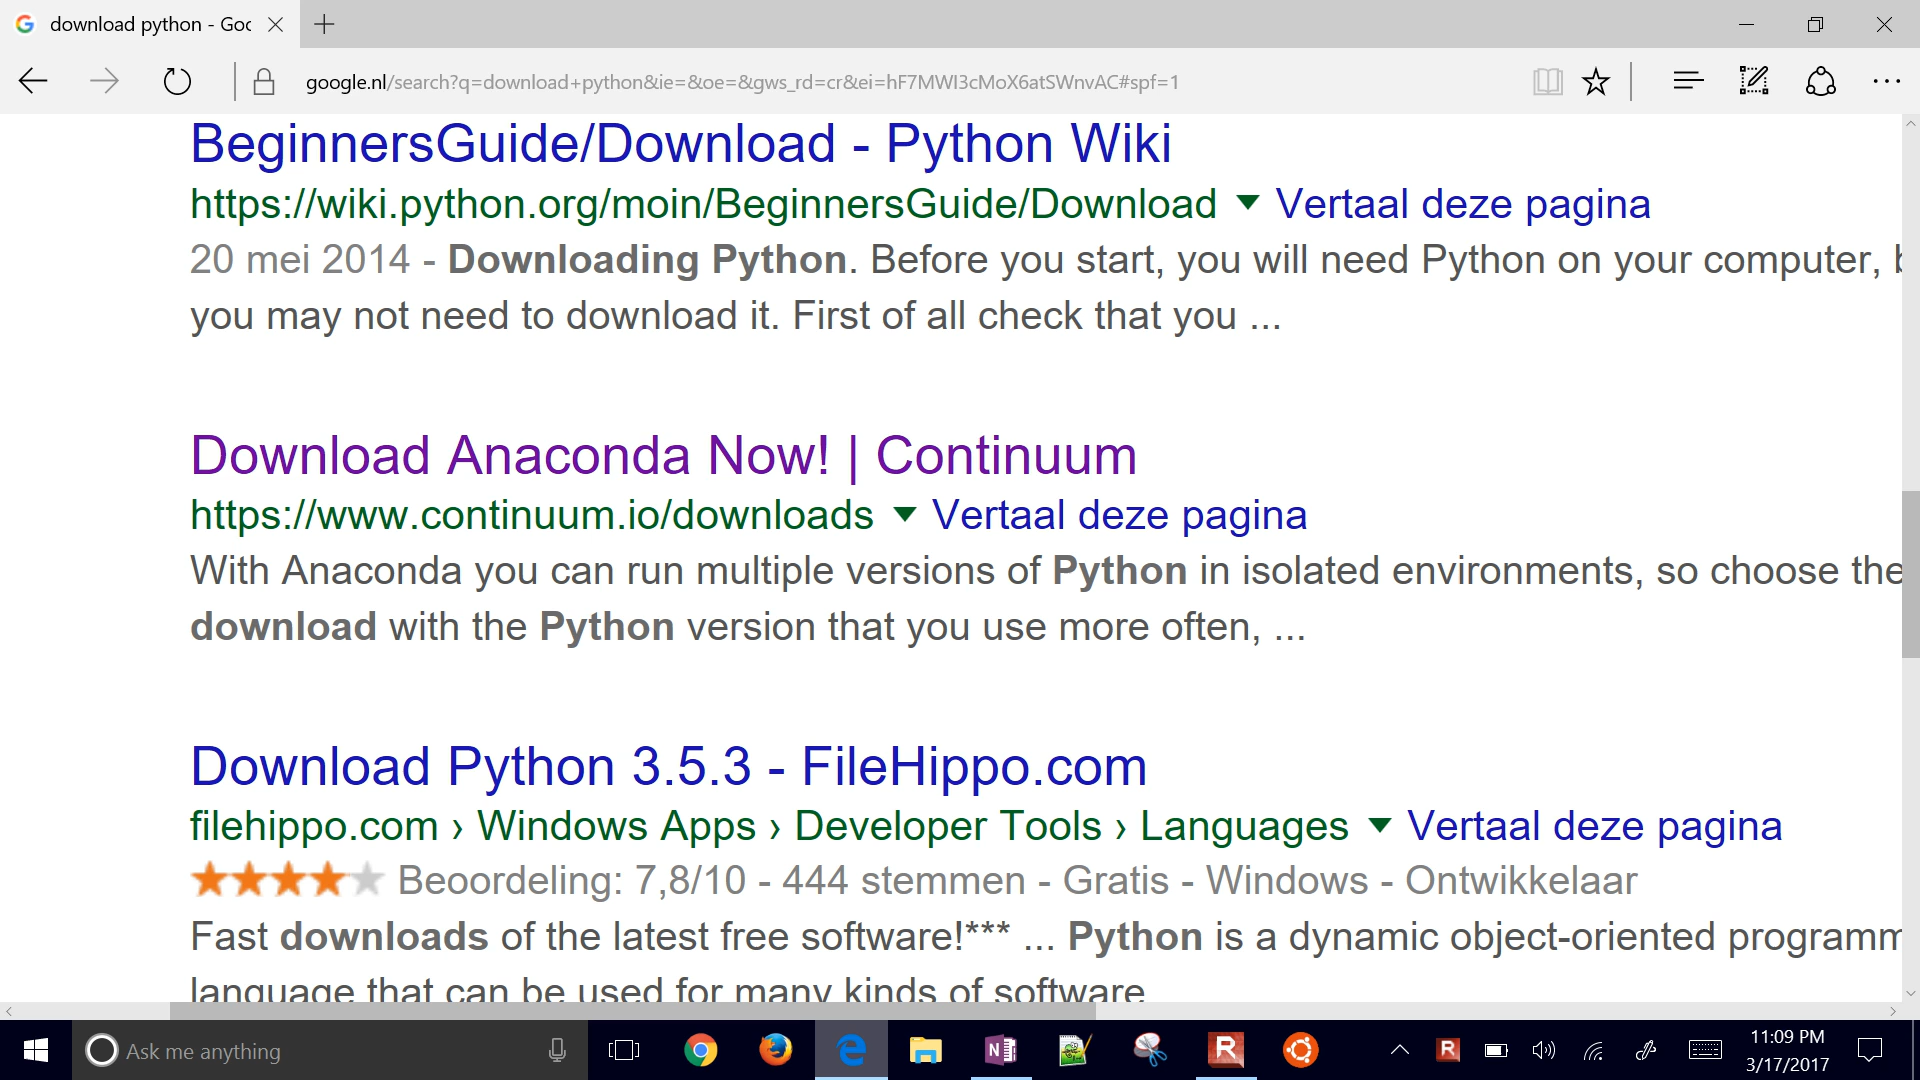 download python - Goo
google.nl/search?q=download+python&ie=&oe=&gws_rd=cr&ei=hF7MWI3cMoX6atSWnvAC#spf=1
BeginnersGuide/Download - Python Wiki
https://wiki.python.org/moin/BeginnersGuide/Download Vertaal deze pagina
20 mei 2014 - Downloading Python. Before you start, you will need Python on your computer,
you may not need to download it. First of all check that you ...
Download Anaconda Now! | Continuum
https://www.continuum.io/downloads Vertaal deze pagina
With Anaconda you can run multiple versions of Python in isolated environments, so choose the
download with the Python version that you use more often, ...
Download Python 3.5.3 - FileHippo.com
filehippo.com › Windows Apps › Developer Tools › Languages Vertaal deze pagina
Beoordeling: 7,8/10 - 444 stemmen - Gratis - Windows - Ontwikkelaar
Fast downloads of the latest free software!*** ... Python is a dynamic object-oriented programm
language that can be used for many kinds of software
Ask me anything
11:09 PM
3/17/2017